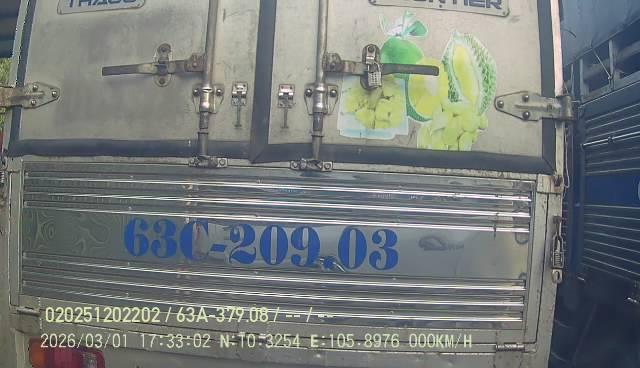 THACO
FRONTIER
63C-209.03
020251202202 / 63A-379.08 / -- / --
2026/03/01 17:33:02 N:10.3254 E:105.8976 000KM/H